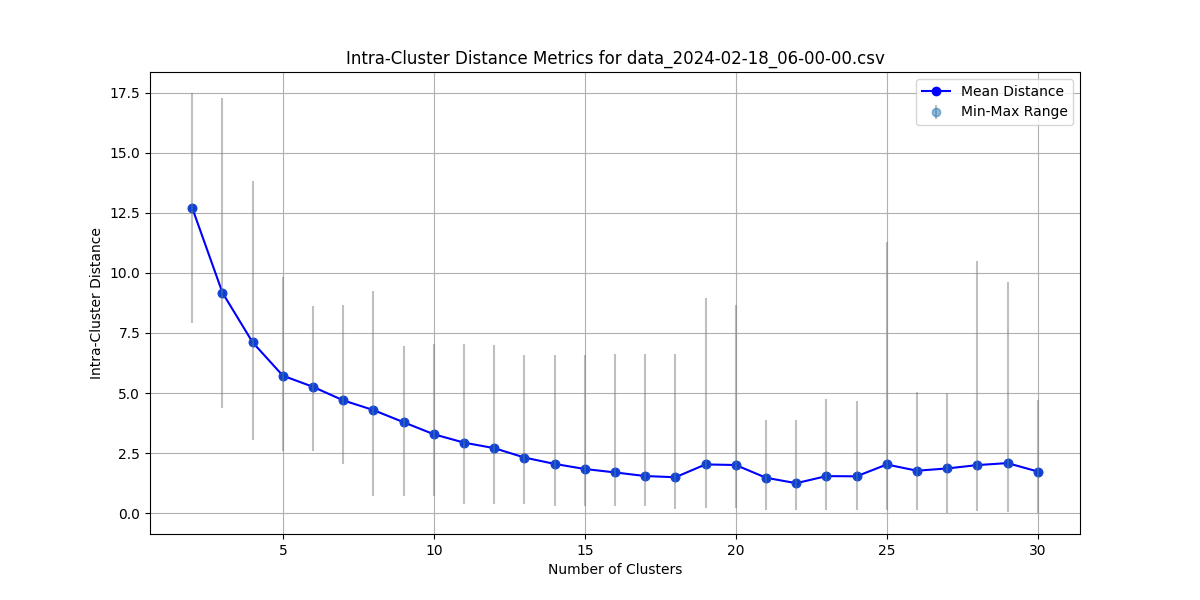 Intra-Cluster Distance Metrics for data_2024-02-18_06-00-00.csv
Mean Distance
Min-Max Range
17.5
15.0
12.5
10.0
7.5
5.0
2.5
0.0
Intra-Cluster Distance
5 10 15 20 25 30
Number of Clusters